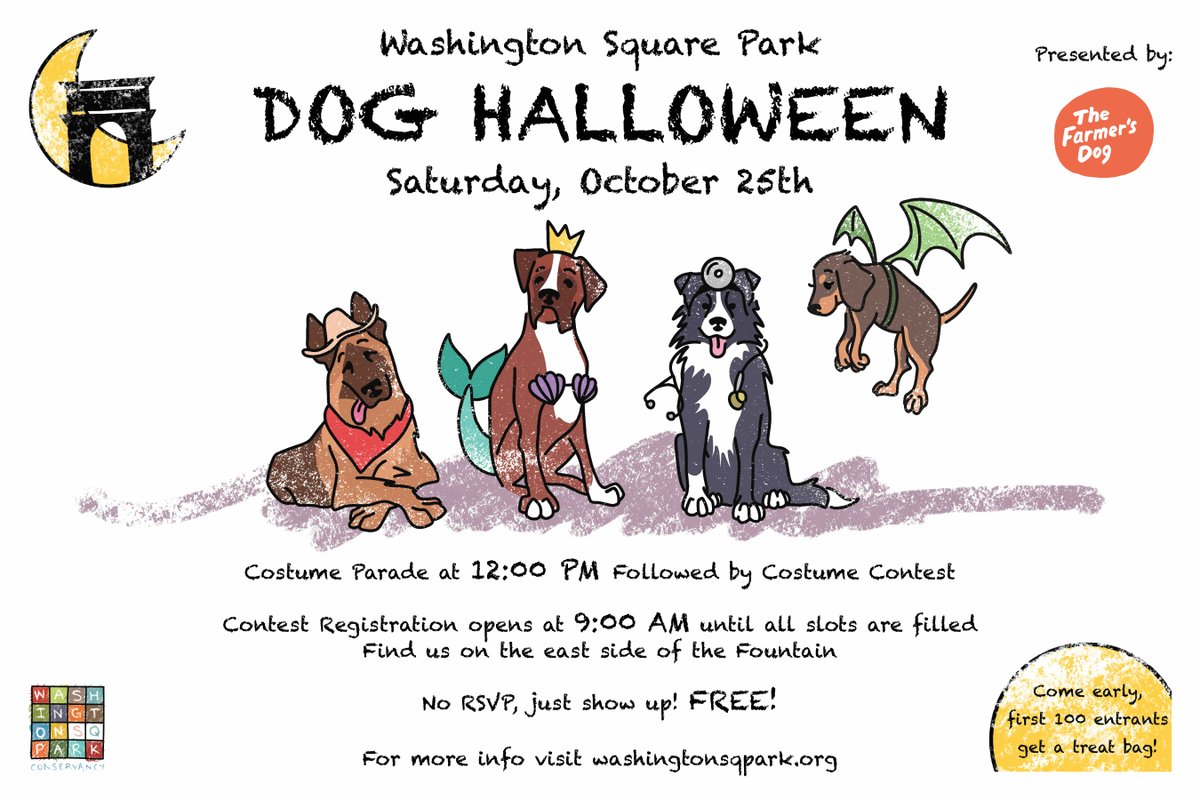 Washington Square Park
DOG HALLOWEEN
Saturday, October 25th
Presented by:
The
Farmer's
Dog
Costume Parade at 12:00 PM Followed by Costume Contest
Contest Registration opens at 9:00 AM until all slots are filled
Find us on the east side of the Fountain
No RSVP, just show up! FREE!
For more info visit washingtonsqpark.org
WASH
INGT
ONSQ
PARK
CONSERVANCY
Come early,
first 100 entrants
get a treat bag!